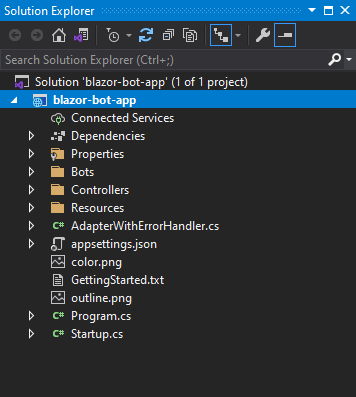 Solution Explorer
Search Solution Explorer (Ctrl+;)
Solution 'blazor-bot-app' (1 of 1 project)
blazor-bot-app
Connected Services
Dependencies
Properties
Bots
Controllers
Resources
C# AdapterWithErrorHandler.cs
appsettings.json
color.png
GettingStarted.txt
outline.png
C# Program.cs
C# Startup.cs